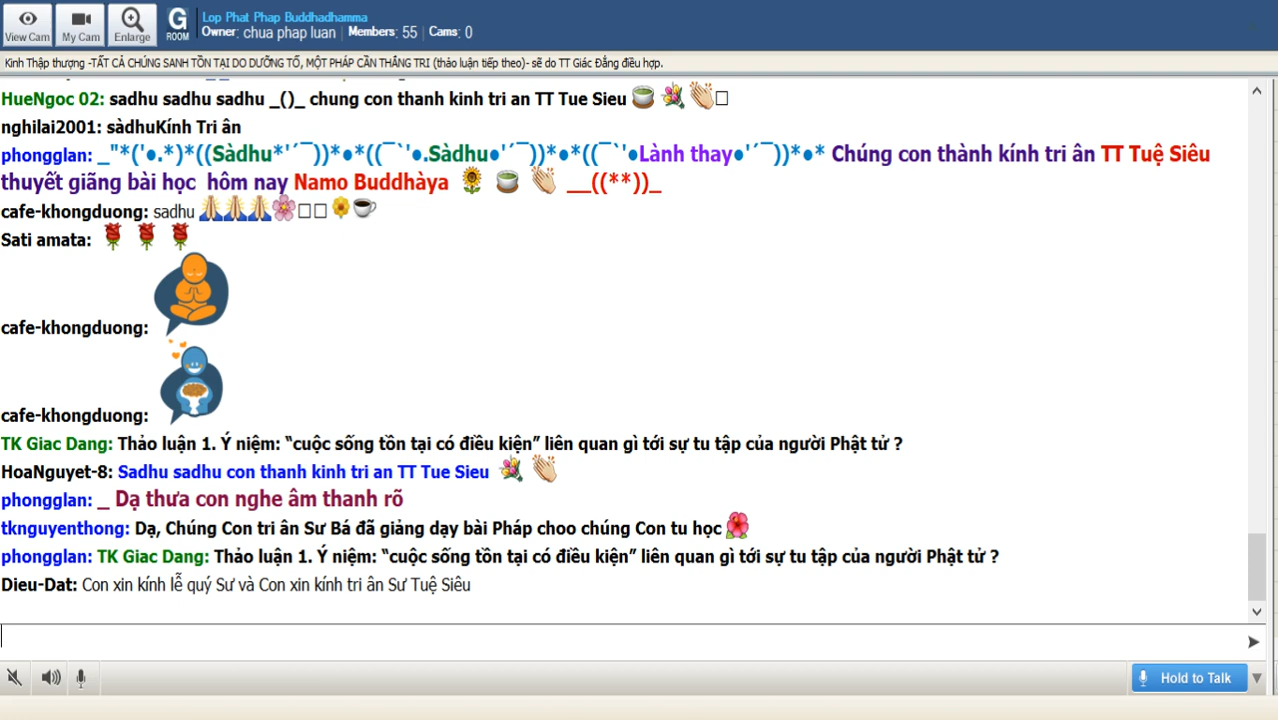 Lop Phat Phap Buddhadhamma
View Cam
My Cam
Enlarge
G
ROOM
Owner: chua phap luan | Members: 55 | Cams: 0
Kinh Thập thượng -TẤT CẢ CHÚNG SANH TỒN TẠI DO DƯỠNG TỐ, MỘT PHÁP CẦN THẮNG TRI (thảo luận tiếp theo)- sẽ do TT Giác Đẳng điều hợp.
HueNgoc 02: sadhu sadhu sadhu _()_ chung con thanh kinh tri an TT Tue Sieu
nghilai2001: sàdhuKính Tri ân
phongglan: _"*('●.*)*((Sàdhu*'´¯))*●*((¯`'●.Sàdhu●'´¯))*●*((¯`'●Lành thay●'´¯))*●* Chúng con thành kính tri ân TT Tuệ Siêu
thuyết giãng bài học hôm nay Namo Buddhàya __((**))_
cafe-khongduong: sadhu
Sati amata:
cafe-khongduong:
cafe-khongduong:
TK Giac Dang: Thảo luận 1. Ý niệm: “cuộc sống tồn tại có điều kiện” liên quan gì tới sự tu tập của người Phật tử ?
HoaNguyet-8: Sadhu sadhu con thanh kinh tri an TT Tue Sieu
phongglan: _ Dạ thưa con nghe âm thanh rõ
tknguyenthong: Dạ, Chúng Con tri ân Sư Bá đã giảng dạy bài Pháp choo chúng Con tu học
phongglan: TK Giac Dang: Thảo luận 1. Ý niệm: “cuộc sống tồn tại có điều kiện” liên quan gì tới sự tu tập của người Phật tử ?
Dieu-Dat: Con xin kính lễ quý Sư và Con xin kính tri ân Sư Tuệ Siêu
Hold to Talk